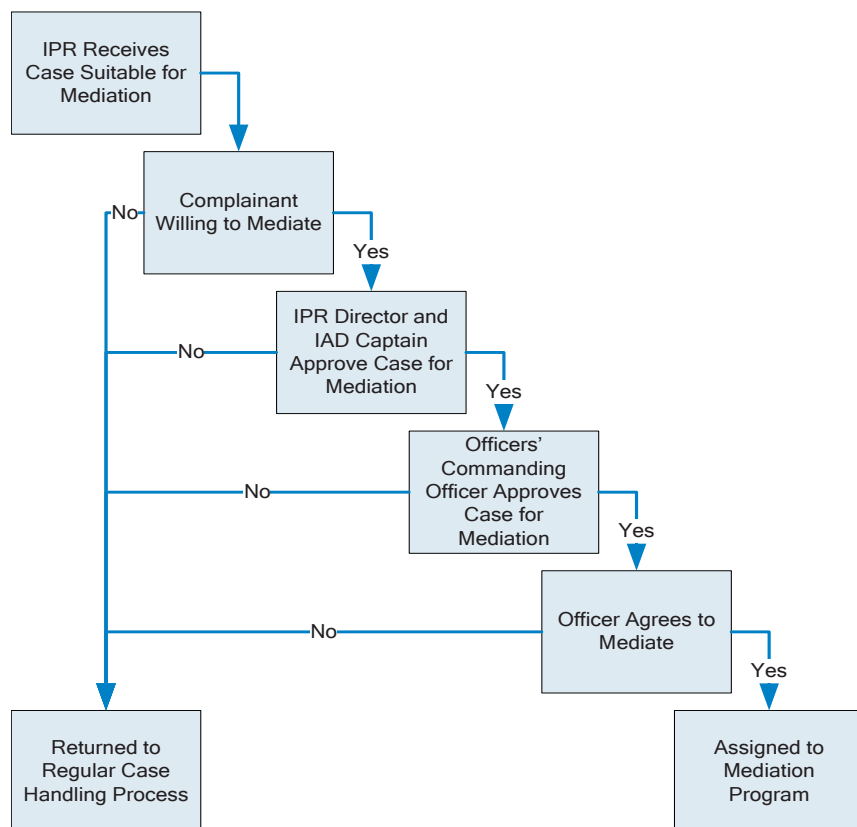 IPR Receives
Case Suitable for
Mediation
Complainant
Willing to Mediate
No
Yes
IPR Director and
IAD Captain
Approve Case for
Mediation
No
Yes
Officers’
Commanding
Officer Approves
Case for
Mediation
No
Yes
Officer Agrees to
Mediate
No
Yes
Returned to
Regular Case
Handling Process
Assigned to
Mediation
Program